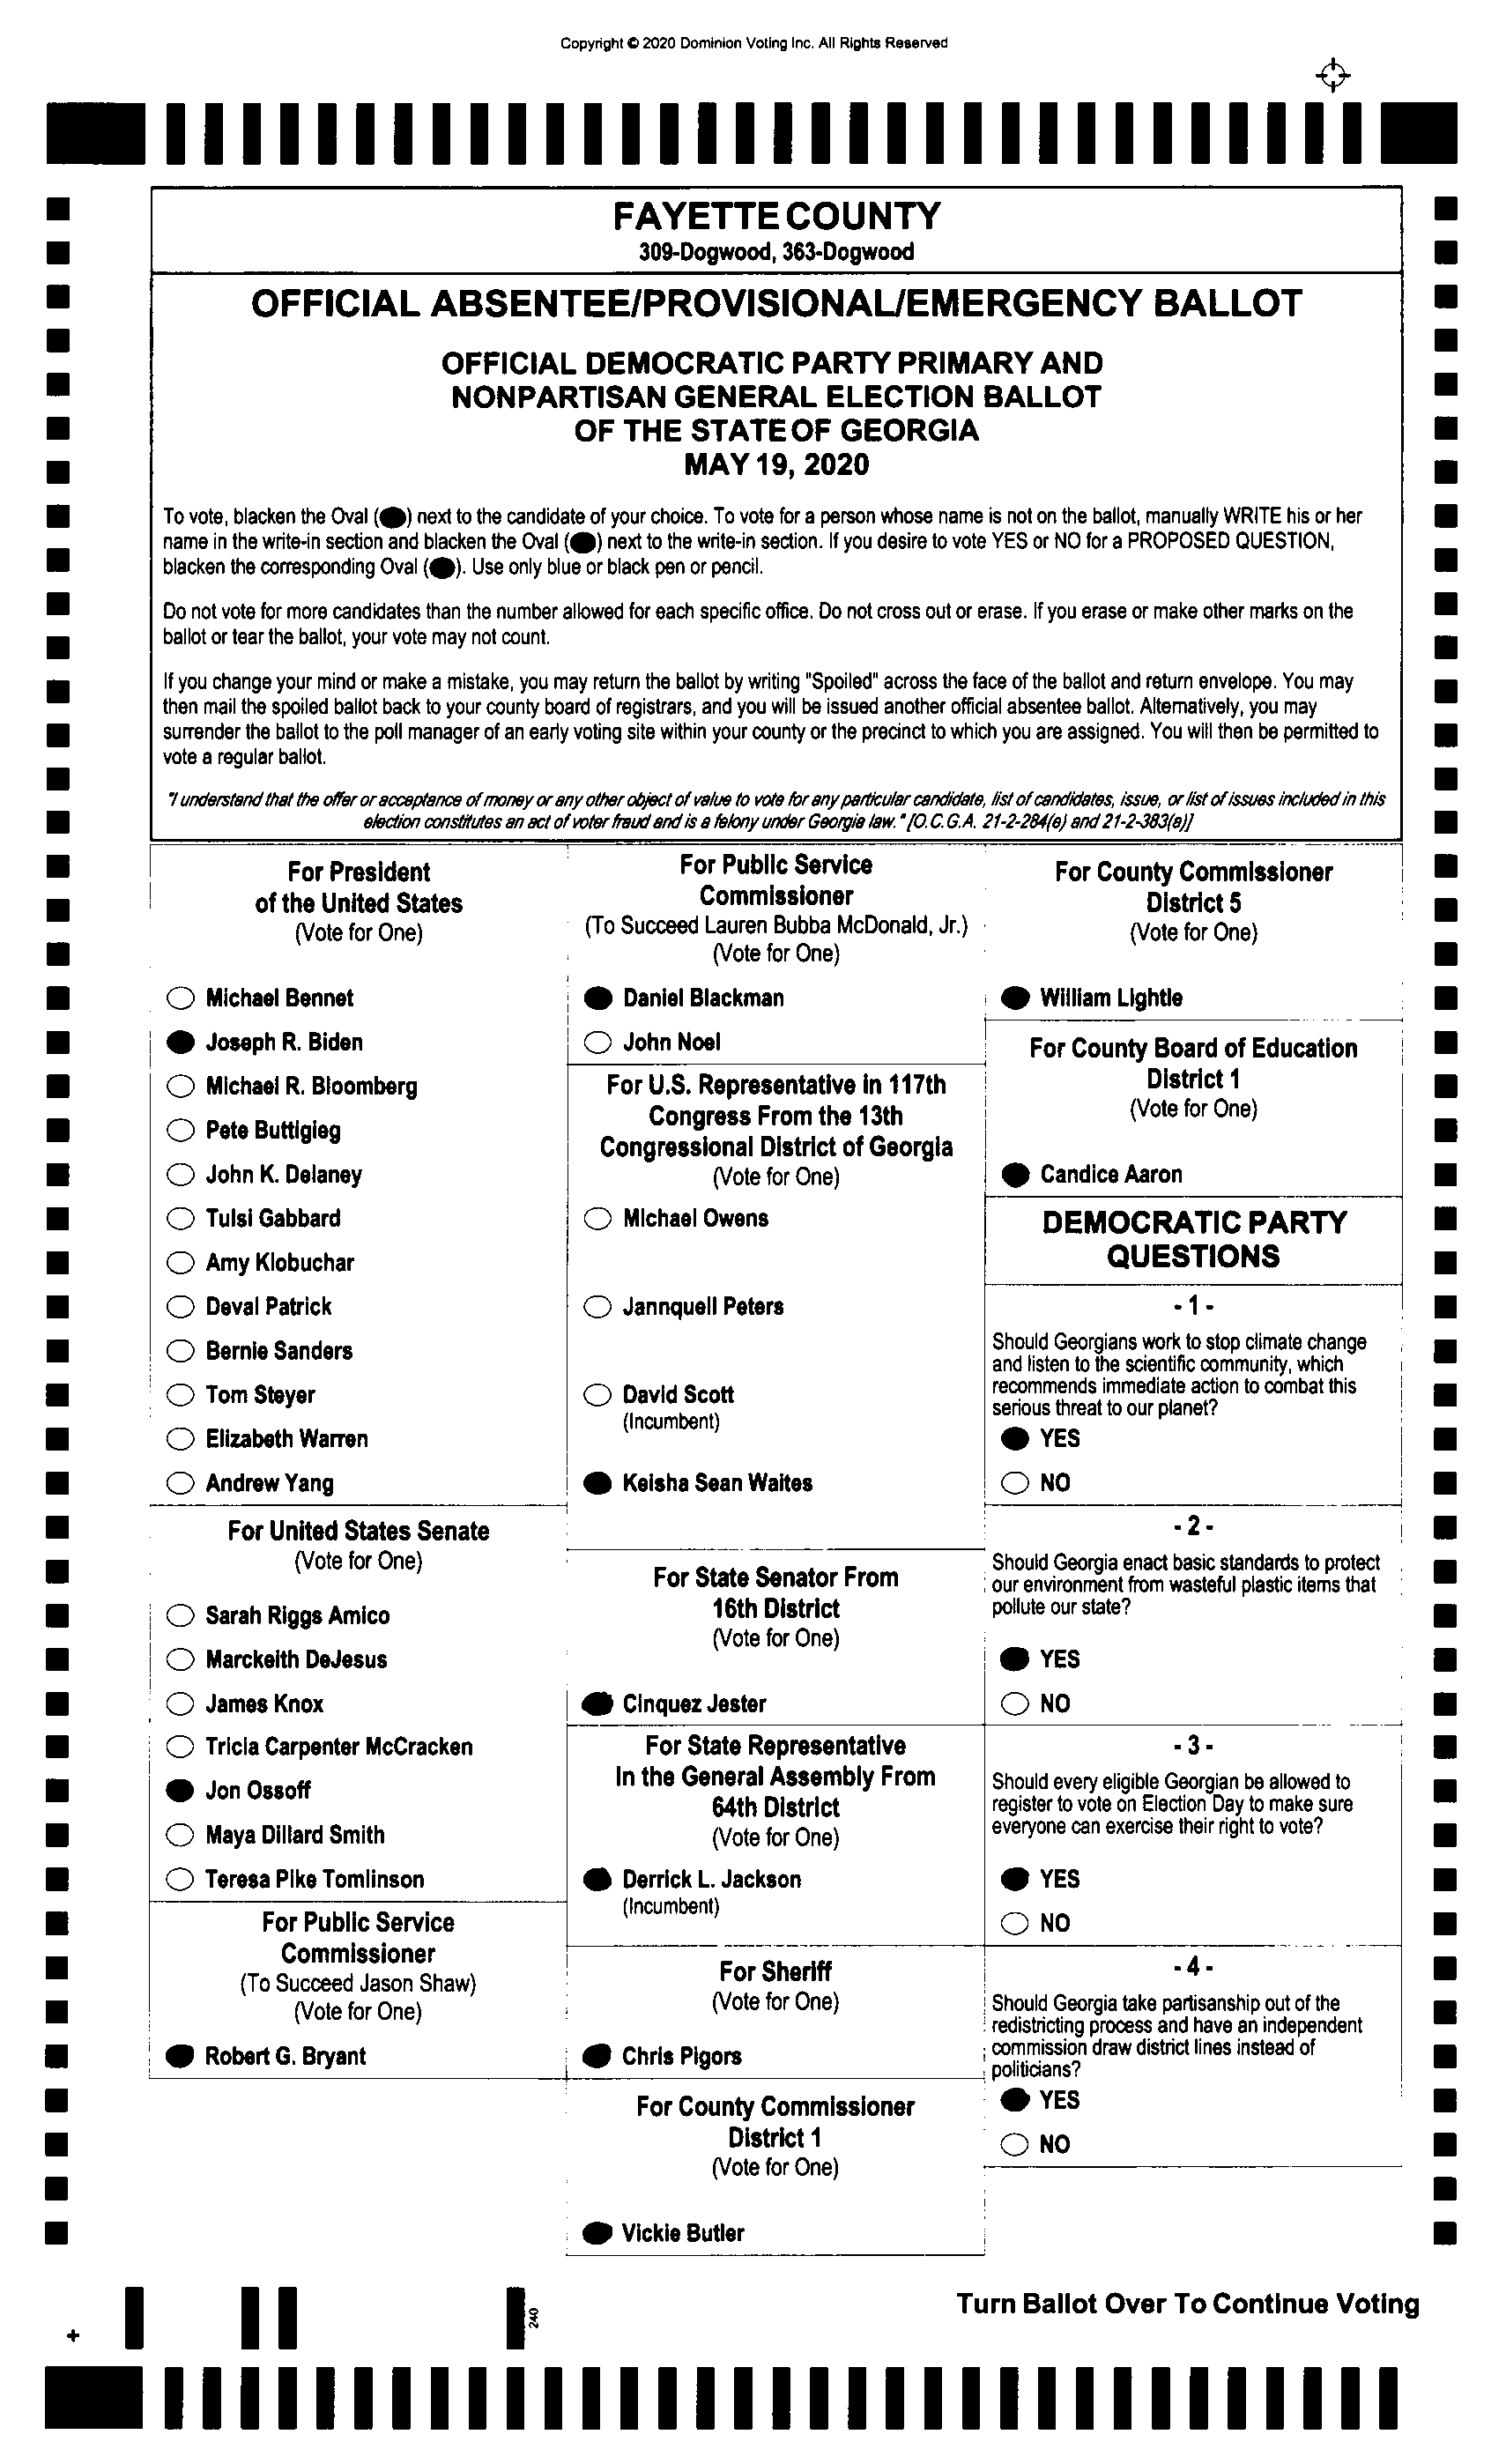 Copyright © 2020 Dominion Voting Inc. All Rights Reserved
FAYETTE COUNTY
309-Dogwood, 363-Dogwood
OFFICIAL ABSENTEE/PROVISIONAL/EMERGENCY BALLOT
OFFICIAL DEMOCRATIC PARTY PRIMARY AND
NONPARTISAN GENERAL ELECTION BALLOT
OF THE STATE OF GEORGIA
MAY 19, 2020
To vote, blacken the Oval ( ) next to the candidate of your choice. To vote for a person whose name is not on the ballot, manually WRITE his or her
name in the write-in section and blacken the Oval ( ) next to the write-in section. If you desire to vote YES or NO for a PROPOSED QUESTION,
blacken the corresponding Oval ( ). Use only blue or black pen or pencil.
Do not vote for more candidates than the number allowed for each specific office. Do not cross out or erase. If you erase or make other marks on the
ballot or tear the ballot, your vote may not count.
If you change your mind or make a mistake, you may return the ballot by writing "Spoiled" across the face of the ballot and return envelope. You may
then mail the spoiled ballot back to your county board of registrars, and you will be issued another official absentee ballot. Alternatively, you may
surrender the ballot to the poll manager of an early voting site within your county or the precinct to which you are assigned. You will then be permitted to
vote a regular ballot.
"I understand that the offer or acceptance of money or any other object of value to vote for any particular candidate, list of candidates, issue, or list of issues included in this
election constitutes an act of voter fraud and is a felony under Georgia law." [O.C.G.A. 21-2-284(e) and 21-2-383(a)]
For President
of the United States
(Vote for One)
Michael Bennet
Joseph R. Biden
Michael R. Bloomberg
Pete Buttigieg
John K. Delaney
Tulsi Gabbard
Amy Klobuchar
Deval Patrick
Bernie Sanders
Tom Steyer
Elizabeth Warren
Andrew Yang
For United States Senate
(Vote for One)
Sarah Riggs Amico
Marckeith DeJesus
James Knox
Tricia Carpenter McCracken
Jon Ossoff
Maya Dillard Smith
Teresa Pike Tomlinson
For Public Service
Commissioner
(To Succeed Jason Shaw)
(Vote for One)
Robert G. Bryant
For Public Service
Commissioner
(To Succeed Lauren Bubba McDonald, Jr.)
(Vote for One)
Daniel Blackman
John Noel
For U.S. Representative in 117th
Congress From the 13th
Congressional District of Georgia
(Vote for One)
Michael Owens
Jannquell Peters
David Scott
(Incumbent)
Keisha Sean Waites
For State Senator From
16th District
(Vote for One)
Cinquez Jester
For State Representative
In the General Assembly From
64th District
(Vote for One)
Derrick L. Jackson
(Incumbent)
For Sheriff
(Vote for One)
Chris Pigors
For County Commissioner
District 1
(Vote for One)
Vickie Butler
For County Commissioner
District 5
(Vote for One)
William Lightle
For County Board of Education
District 1
(Vote for One)
Candice Aaron
DEMOCRATIC PARTY
QUESTIONS
- 1 -
Should Georgians work to stop climate change
and listen to the scientific community, which
recommends immediate action to combat this
serious threat to our planet?
YES
NO
- 2 -
Should Georgia enact basic standards to protect
our environment from wasteful plastic items that
pollute our state?
YES
NO
- 3 -
Should every eligible Georgian be allowed to
register to vote on Election Day to make sure
everyone can exercise their right to vote?
YES
NO
- 4 -
Should Georgia take partisanship out of the
redistricting process and have an independent
commission draw district lines instead of
politicians?
YES
NO
Turn Ballot Over To Continue Voting
240